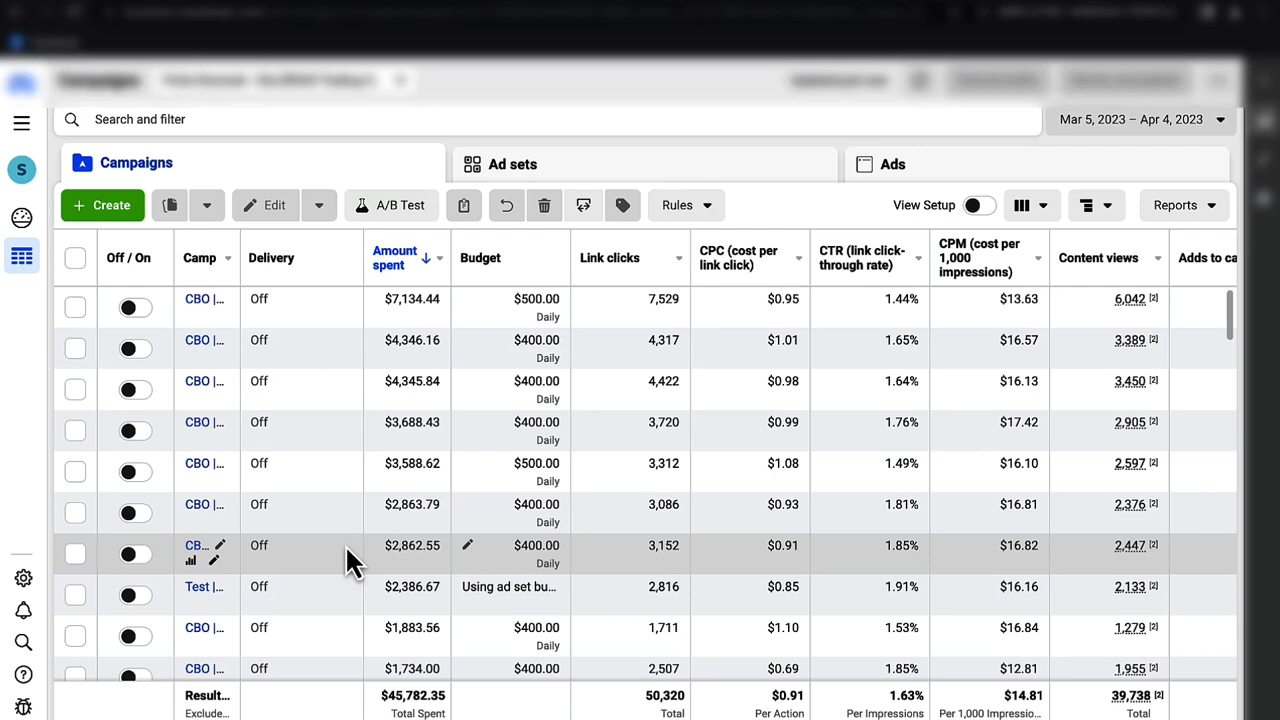 Campaigns
Search and filter
Mar 5, 2023 – Apr 4, 2023
S
Campaigns
Ad sets
Ads
+ Create
Edit
A/B Test
Rules
View Setup
Reports
Off / On
Camp
Delivery
Amount spent
Budget
Link clicks
CPC (cost per link click)
CTR (link click-through rate)
CPM (cost per 1,000 impressions)
Content views
Adds to ca
CBO |... Off $7,134.44 $500.00 7,529 $0.95 1.44% $13.63 6,042 [2]
Daily
CBO |... Off $4,346.16 $400.00 4,317 $1.01 1.65% $16.57 3,389 [2]
Daily
CBO |... Off $4,345.84 $400.00 4,422 $0.98 1.64% $16.13 3,450 [2]
Daily
CBO |... Off $3,688.43 $400.00 3,720 $0.99 1.76% $17.42 2,905 [2]
Daily
CBO |... Off $3,588.62 $500.00 3,312 $1.08 1.49% $16.10 2,597 [2]
Daily
CBO |... Off $2,863.79 $400.00 3,086 $0.93 1.81% $16.81 2,376 [2]
Daily
CB... Off $2,862.55 $400.00 3,152 $0.91 1.85% $16.82 2,447 [2]
Daily
Test |... Off $2,386.67 Using ad set bu... 2,816 $0.85 1.91% $16.16 2,133 [2]
CBO |... Off $1,883.56 $400.00 1,711 $1.10 1.53% $16.84 1,279 [2]
Daily
CBO |... Off $1,734.00 $400.00 2,507 $0.69 1.85% $12.81 1,955 [2]
Result... $45,782.35 50,320 $0.91 1.63% $14.81 39,738 [2]
Exclude... Total Spent Total Per Action Per Impressions Per 1,000 Impressio... Total